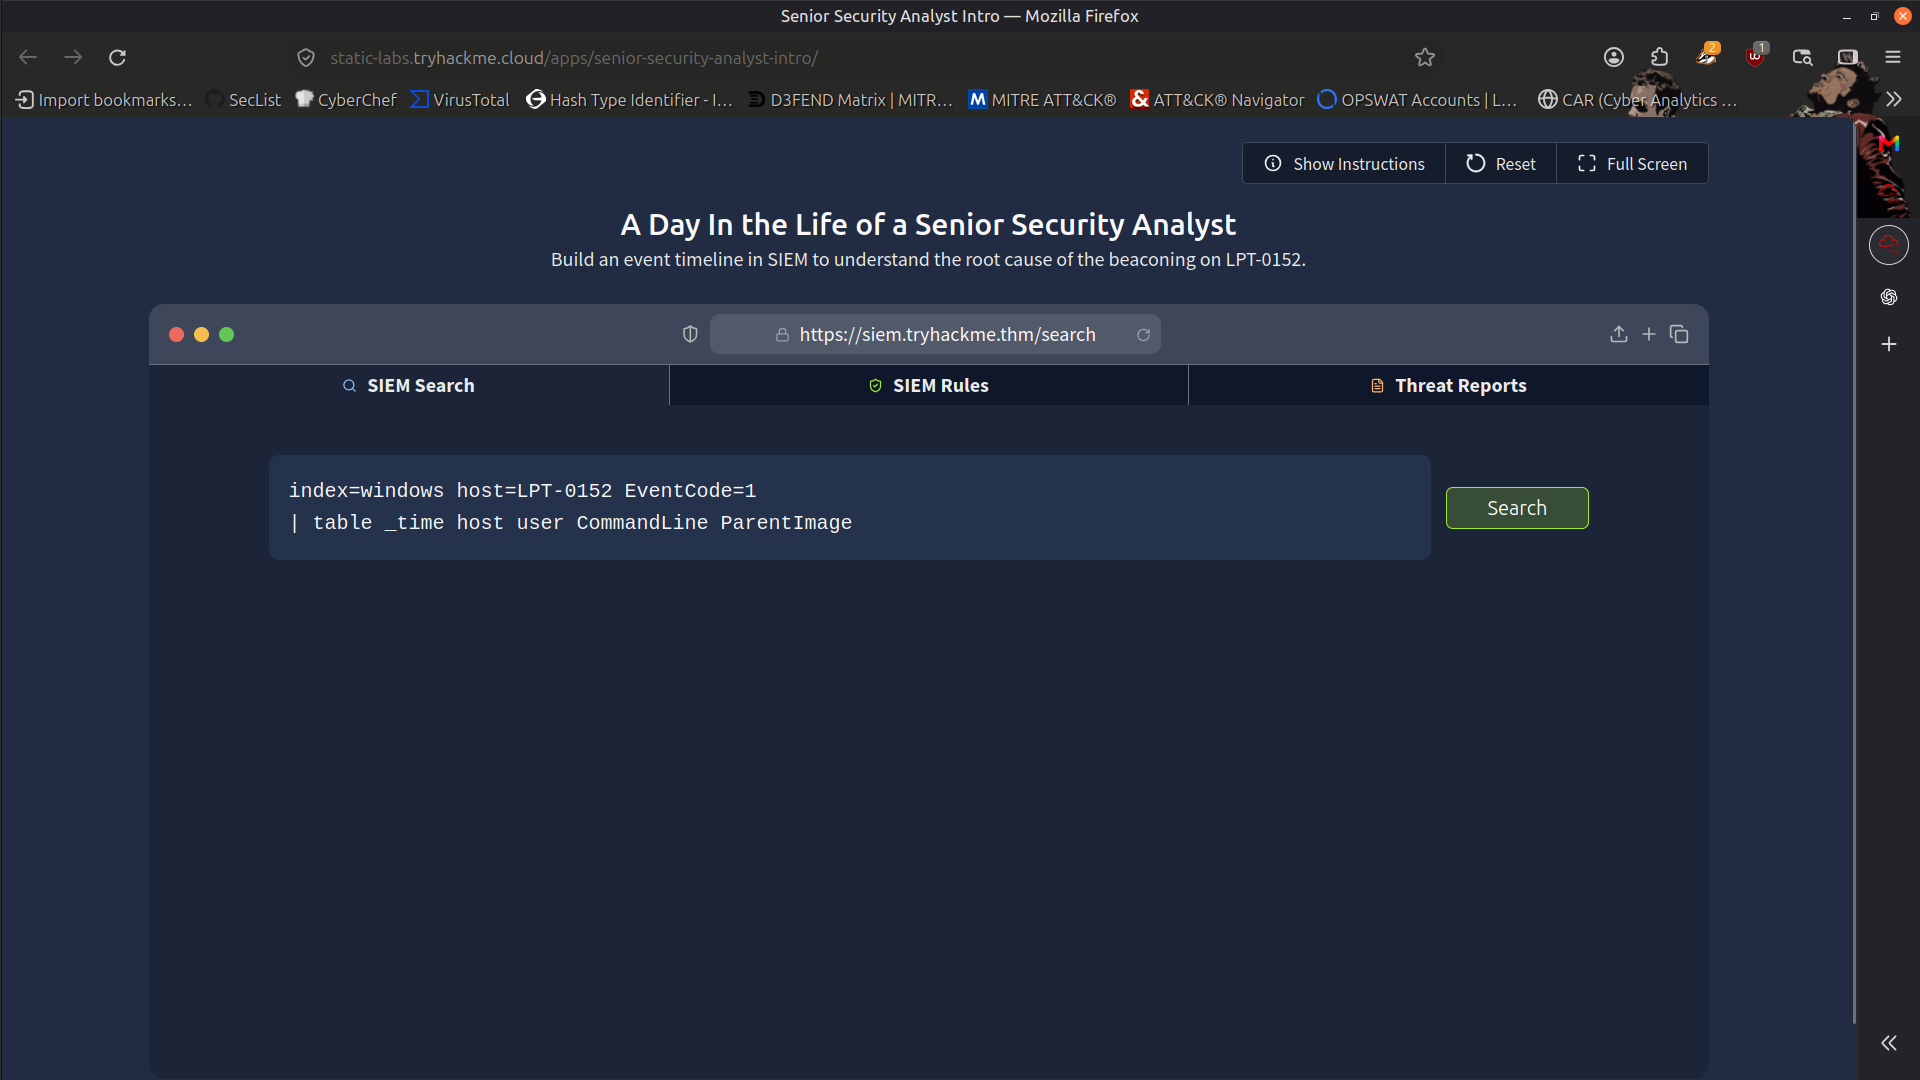 Senior Security Analyst Intro — Mozilla Firefox
static-labs.tryhackme.cloud/apps/senior-security-analyst-intro/
2
1
Import bookmarks…
SecList
CyberChef
VirusTotal
Hash Type Identifier - I…
D3FEND Matrix | MITR…
MITRE ATT&CK®
ATT&CK® Navigator
OPSWAT Accounts | L…
CAR (Cyber Analytics …
Show Instructions
Reset
Full Screen
A Day In the Life of a Senior Security Analyst
Build an event timeline in SIEM to understand the root cause of the beaconing on LPT-0152.
https://siem.tryhackme.thm/search
SIEM Search
SIEM Rules
Threat Reports
index=windows host=LPT-0152 EventCode=1
| table _time host user CommandLine ParentImage
Search